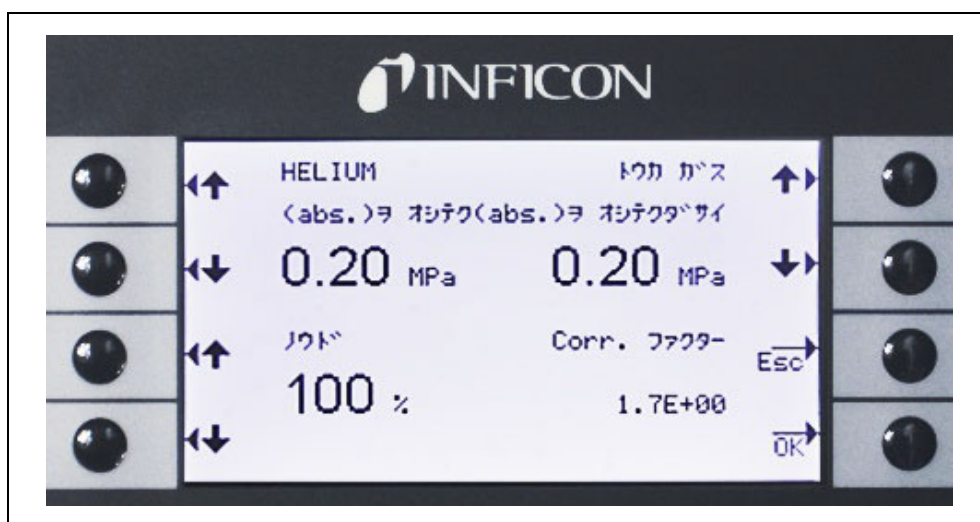 INFICON
HELIUM トウカ ガス
(abs.)ヲ オシテク(abs.)ヲ オシテクダサイ
0.20 MPa 0.20 MPa
ノウド Corr. ファクター
Esc
100 % 1.7E+00
OK